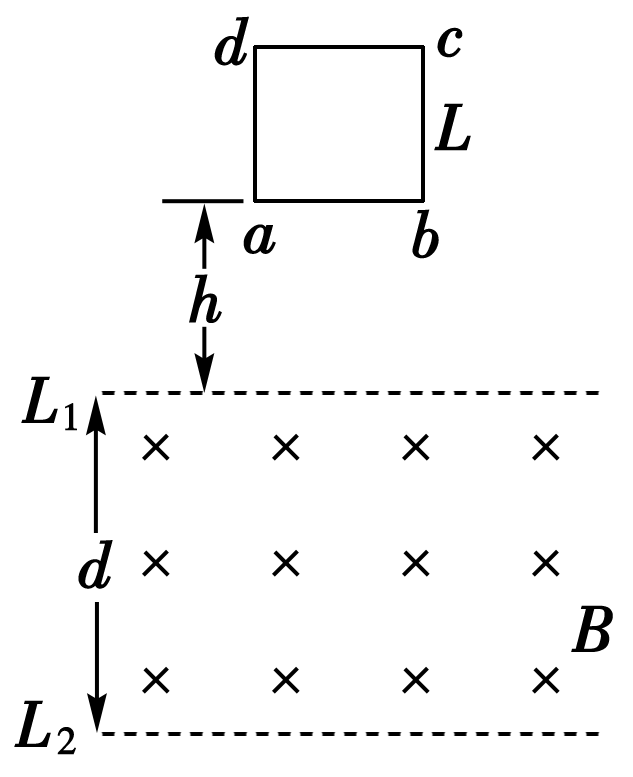 d c
L
a b
h
L₁
× × × ×
d × × × ×
B
× × × ×
L₂